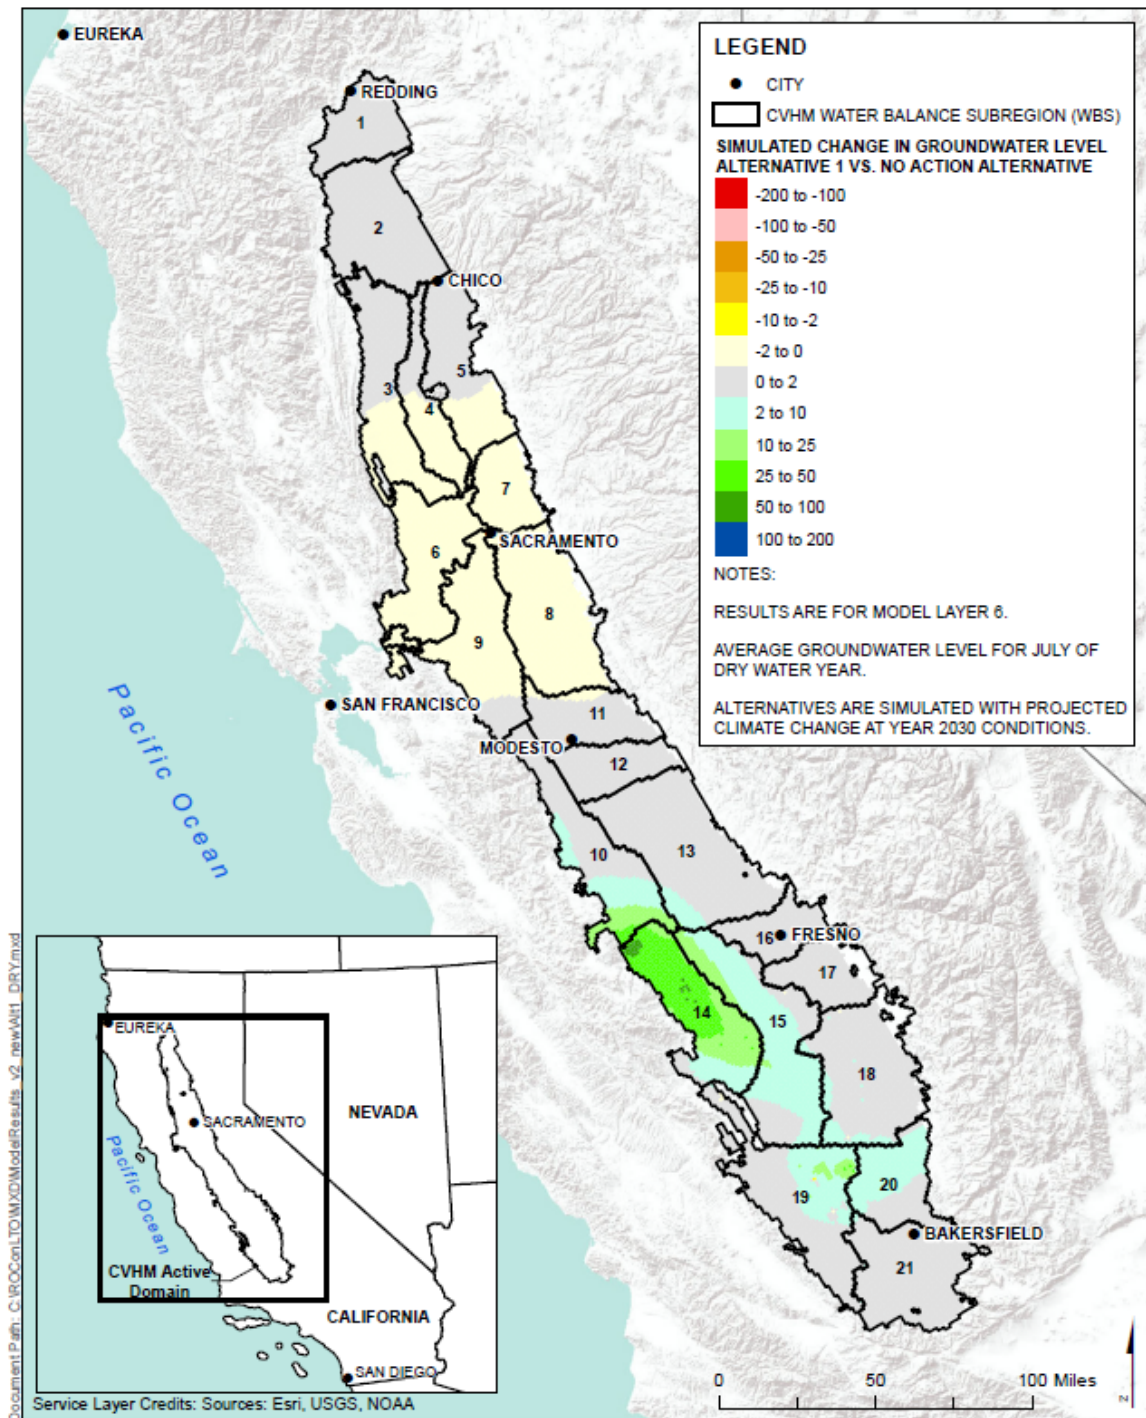 EUREKA
REDDING
1
2
CHICO
3
4
5
7
SACRAMENTO
6
8
9
SAN FRANCISCO
11
MODESTO
12
10
13
16
FRESNO
17
14
15
18
19
20
BAKERSFIELD
21
Pacific Ocean
LEGEND
CITY
CVHM WATER BALANCE SUBREGION (WBS)
SIMULATED CHANGE IN GROUNDWATER LEVEL
ALTERNATIVE 1 VS. NO ACTION ALTERNATIVE
-200 to -100
-100 to -50
-50 to -25
-25 to -10
-10 to -2
-2 to 0
0 to 2
2 to 10
10 to 25
25 to 50
50 to 100
100 to 200
NOTES:
RESULTS ARE FOR MODEL LAYER 6.
AVERAGE GROUNDWATER LEVEL FOR JULY OF
DRY WATER YEAR.
ALTERNATIVES ARE SIMULATED WITH PROJECTED
CLIMATE CHANGE AT YEAR 2030 CONDITIONS.
EUREKA
SACRAMENTO
NEVADA
Pacific Ocean
CVHM Active
Domain
CALIFORNIA
SAN DIEGO
Service Layer Credits: Sources: Esri, USGS, NOAA
0 50 100 Miles
Z